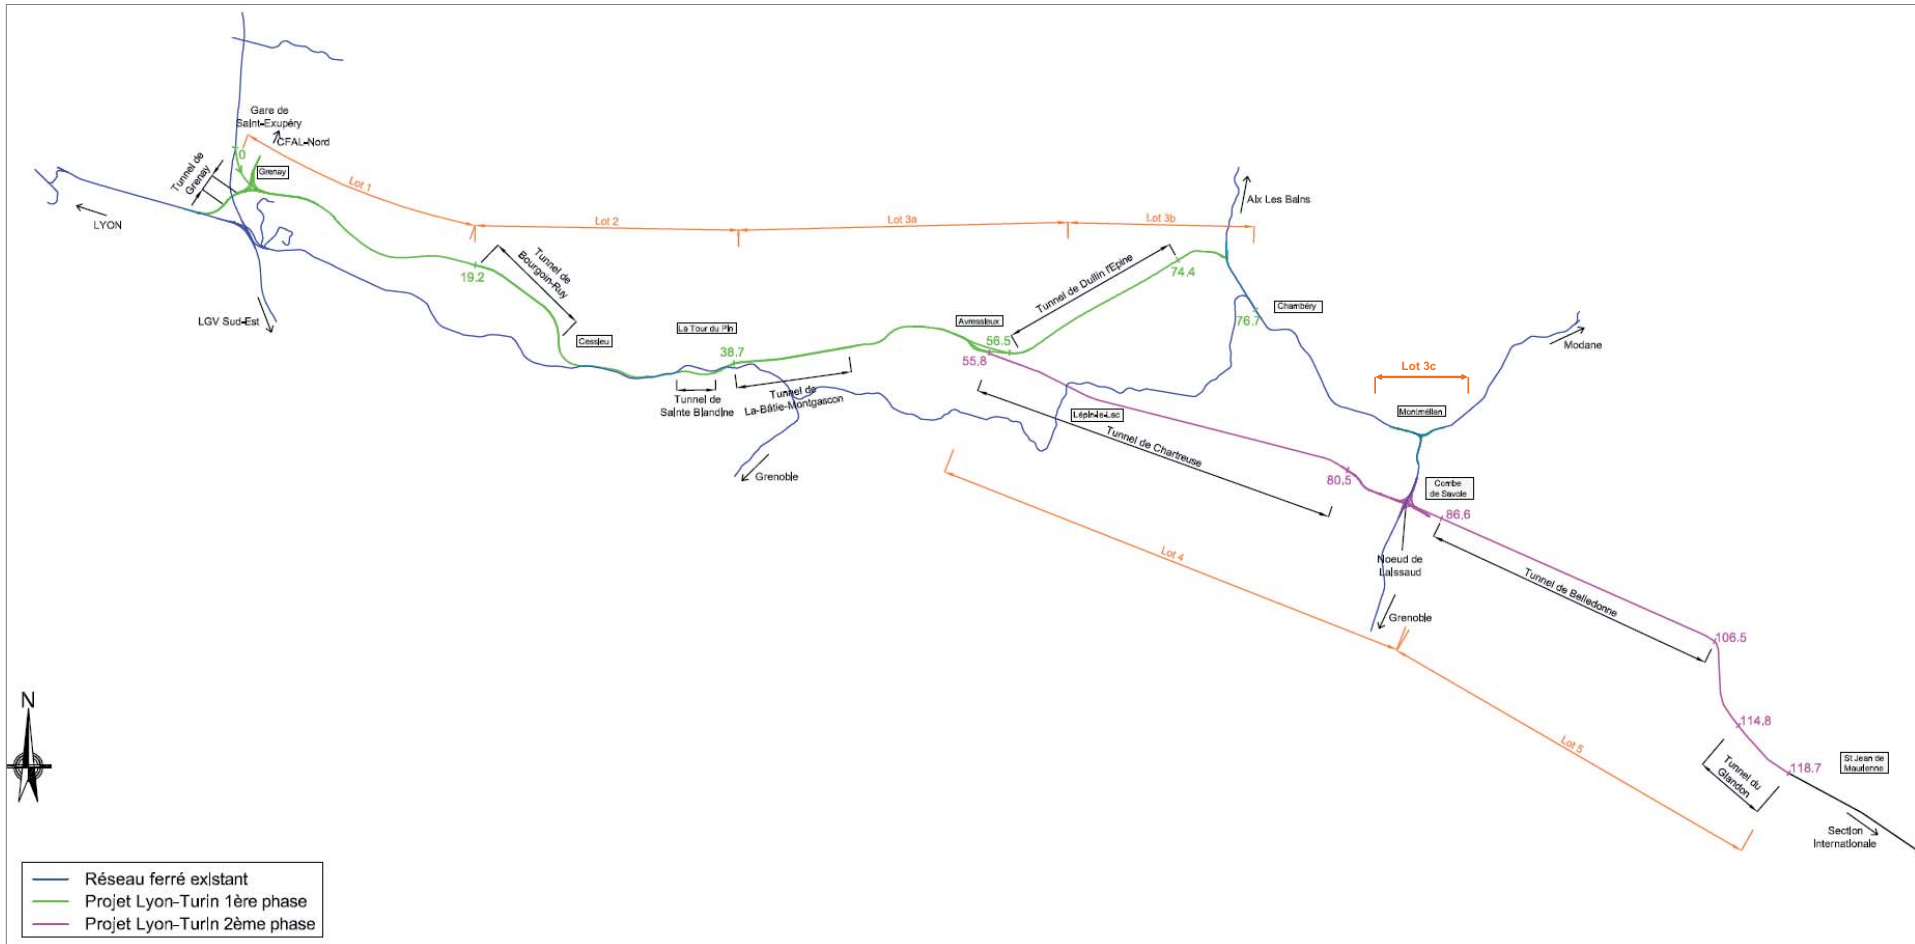 Gare de
Saint-Exupéry
CFAL-Nord
Tunnel de
Grenay
0
Grenay
Lot 1
LYON
LGV Sud-Est
19.2
Lot 2
Tunnel de
Bourgoin-Ruy
Cessieu
La Tour du Pin
38.7
Tunnel de
Sainte Blandine
Tunnel de
La-Bâtie-Montgascon
Grenoble
Lot 3a
Lot 3b
Avressieux
56.5
55.8
Tunnel de Dullin l'Epine
74.4
Aix Les Bains
Chambéry
76.7
Modane
Lot 3c
Montmélian
Lépin-le-Lac
Tunnel de Chartreuse
80.5
Combe
de Savoie
86.6
Noeud de
Laissaud
Grenoble
Lot 4
Tunnel de Belledonne
106.5
114.8
Lot 5
Tunnel du
Glandon
118.7
St Jean de
Maurienne
Section
Internationale
N
Réseau ferré existant
Projet Lyon-Turin 1ère phase
Projet Lyon-Turin 2ème phase